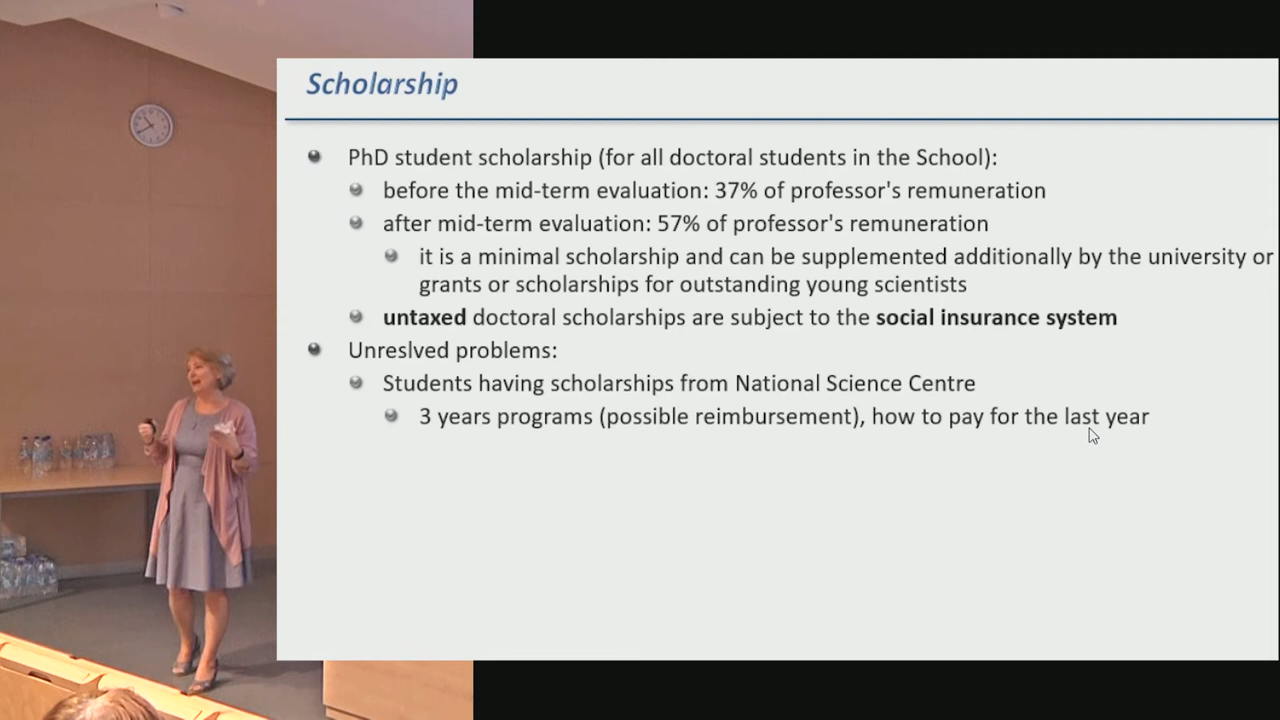 Scholarship
PhD student scholarship (for all doctoral students in the School):
before the mid-term evaluation: 37% of professor's remuneration
after mid-term evaluation: 57% of professor's remuneration
it is a minimal scholarship and can be supplemented additionally by the university or
grants or scholarships for outstanding young scientists
untaxed doctoral scholarships are subject to the social insurance system
Unreslved problems:
Students having scholarships from National Science Centre
3 years programs (possible reimbursement), how to pay for the last year